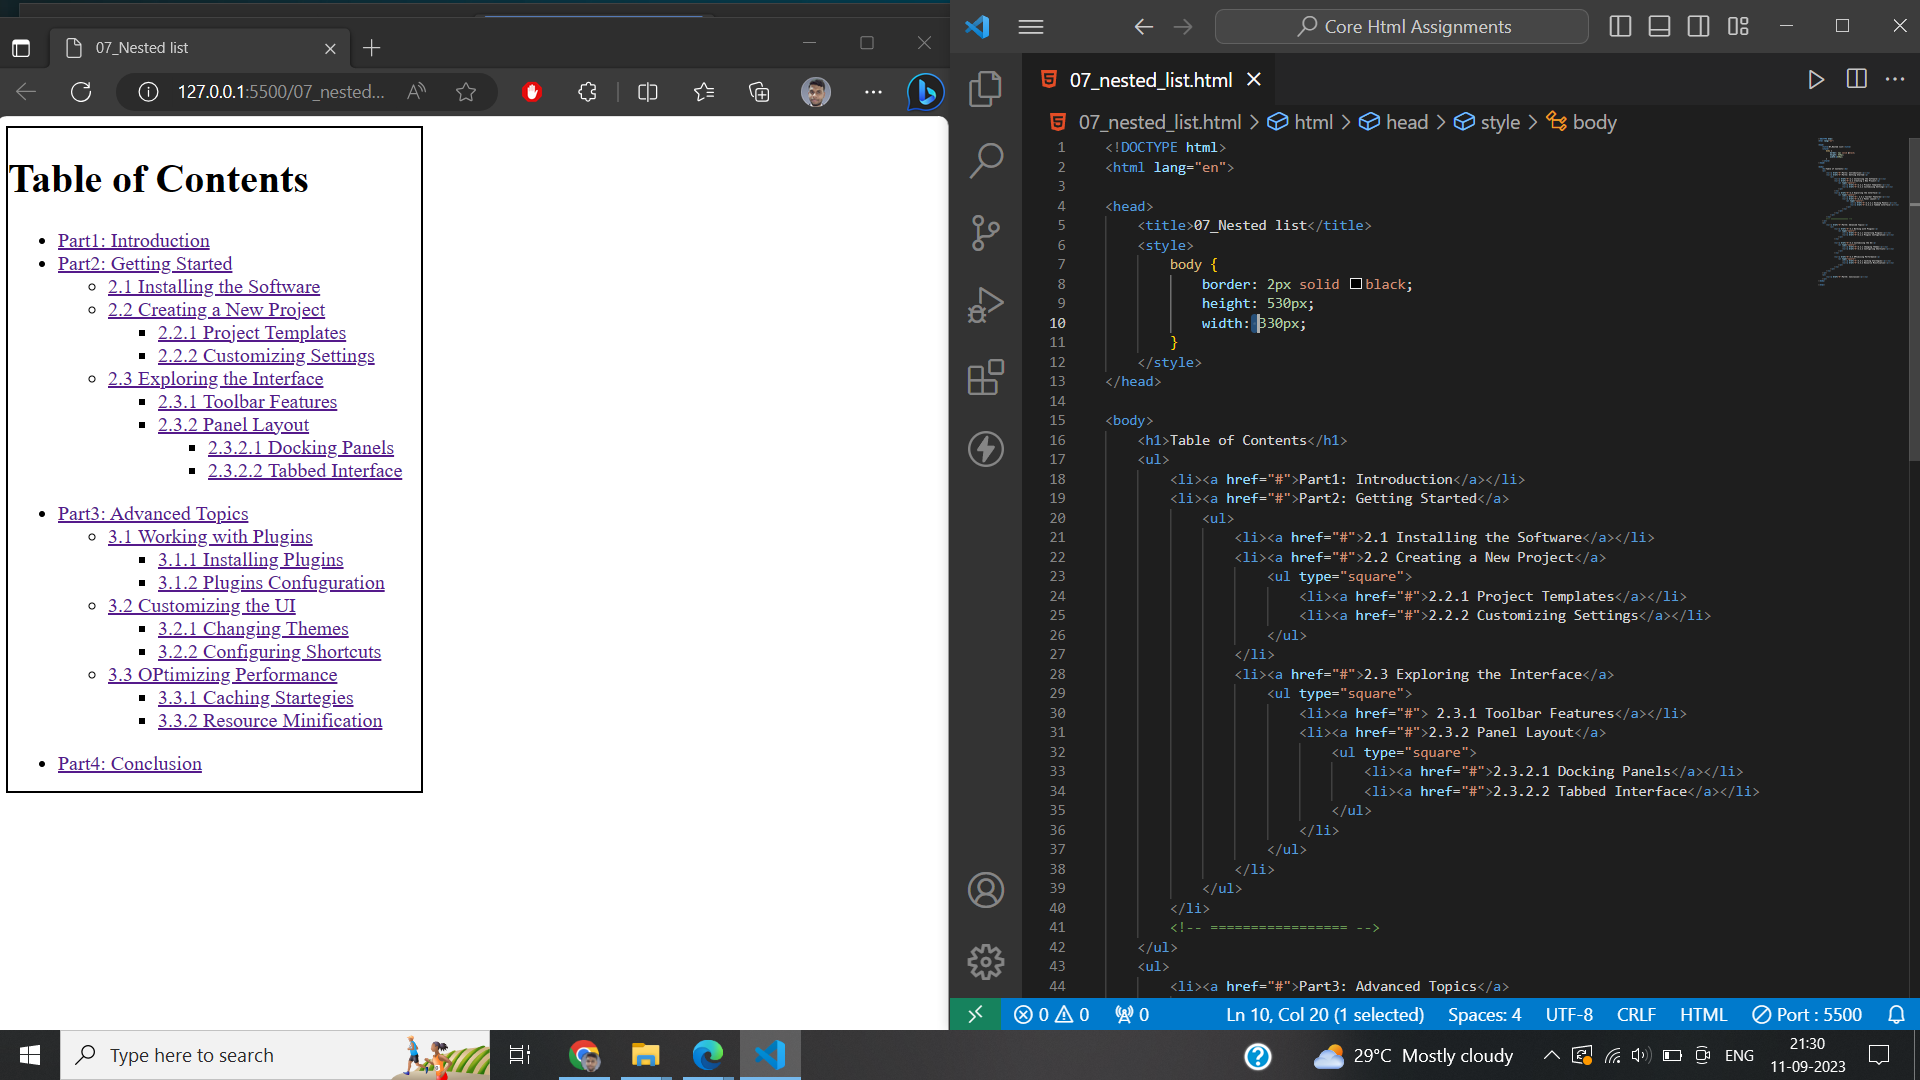 07_Nested list
127.0.0.1:5500/07_nested...
Table of Contents
Part1: Introduction
Part2: Getting Started
2.1 Installing the Software
2.2 Creating a New Project
2.2.1 Project Templates
2.2.2 Customizing Settings
2.3 Exploring the Interface
2.3.1 Toolbar Features
2.3.2 Panel Layout
2.3.2.1 Docking Panels
2.3.2.2 Tabbed Interface
Part3: Advanced Topics
3.1 Working with Plugins
3.1.1 Installing Plugins
3.1.2 Plugins Confuguration
3.2 Customizing the UI
3.2.1 Changing Themes
3.2.2 Configuring Shortcuts
3.3 OPtimizing Performance
3.3.1 Caching Startegies
3.3.2 Resource Minification
Part4: Conclusion
Core Html Assignments
07_nested_list.html
07_nested_list.html > html > head > style > body
1 <!DOCTYPE html>
2 <html lang="en">
3
4 <head>
5 <title>07_Nested list</title>
6 <style>
7 body {
8 border: 2px solid black;
9 height: 530px;
10 width: 330px;
11 }
12 </style>
13 </head>
14
15 <body>
16 <h1>Table of Contents</h1>
17 <ul>
18 <li><a href="#">Part1: Introduction</a></li>
19 <li><a href="#">Part2: Getting Started</a>
20 <ul>
21 <li><a href="#">2.1 Installing the Software</a></li>
22 <li><a href="#">2.2 Creating a New Project</a>
23 <ul type="square">
24 <li><a href="#">2.2.1 Project Templates</a></li>
25 <li><a href="#">2.2.2 Customizing Settings</a></li>
26 </ul>
27 </li>
28 <li><a href="#">2.3 Exploring the Interface</a>
29 <ul type="square">
30 <li><a href="#"> 2.3.1 Toolbar Features</a></li>
31 <li><a href="#">2.3.2 Panel Layout</a>
32 <ul type="square">
33 <li><a href="#">2.3.2.1 Docking Panels</a></li>
34 <li><a href="#">2.3.2.2 Tabbed Interface</a></li>
35 </ul>
36 </li>
37 </ul>
38 </li>
39 </ul>
40 </li>
41 <!-- ================= -->
42 </ul>
43 <ul>
44 <li><a href="#">Part3: Advanced Topics</a>
0 0 0 Ln 10, Col 20 (1 selected) Spaces: 4 UTF-8 CRLF HTML Port : 5500
Type here to search
29°C Mostly cloudy
ENG
21:30
11-09-2023